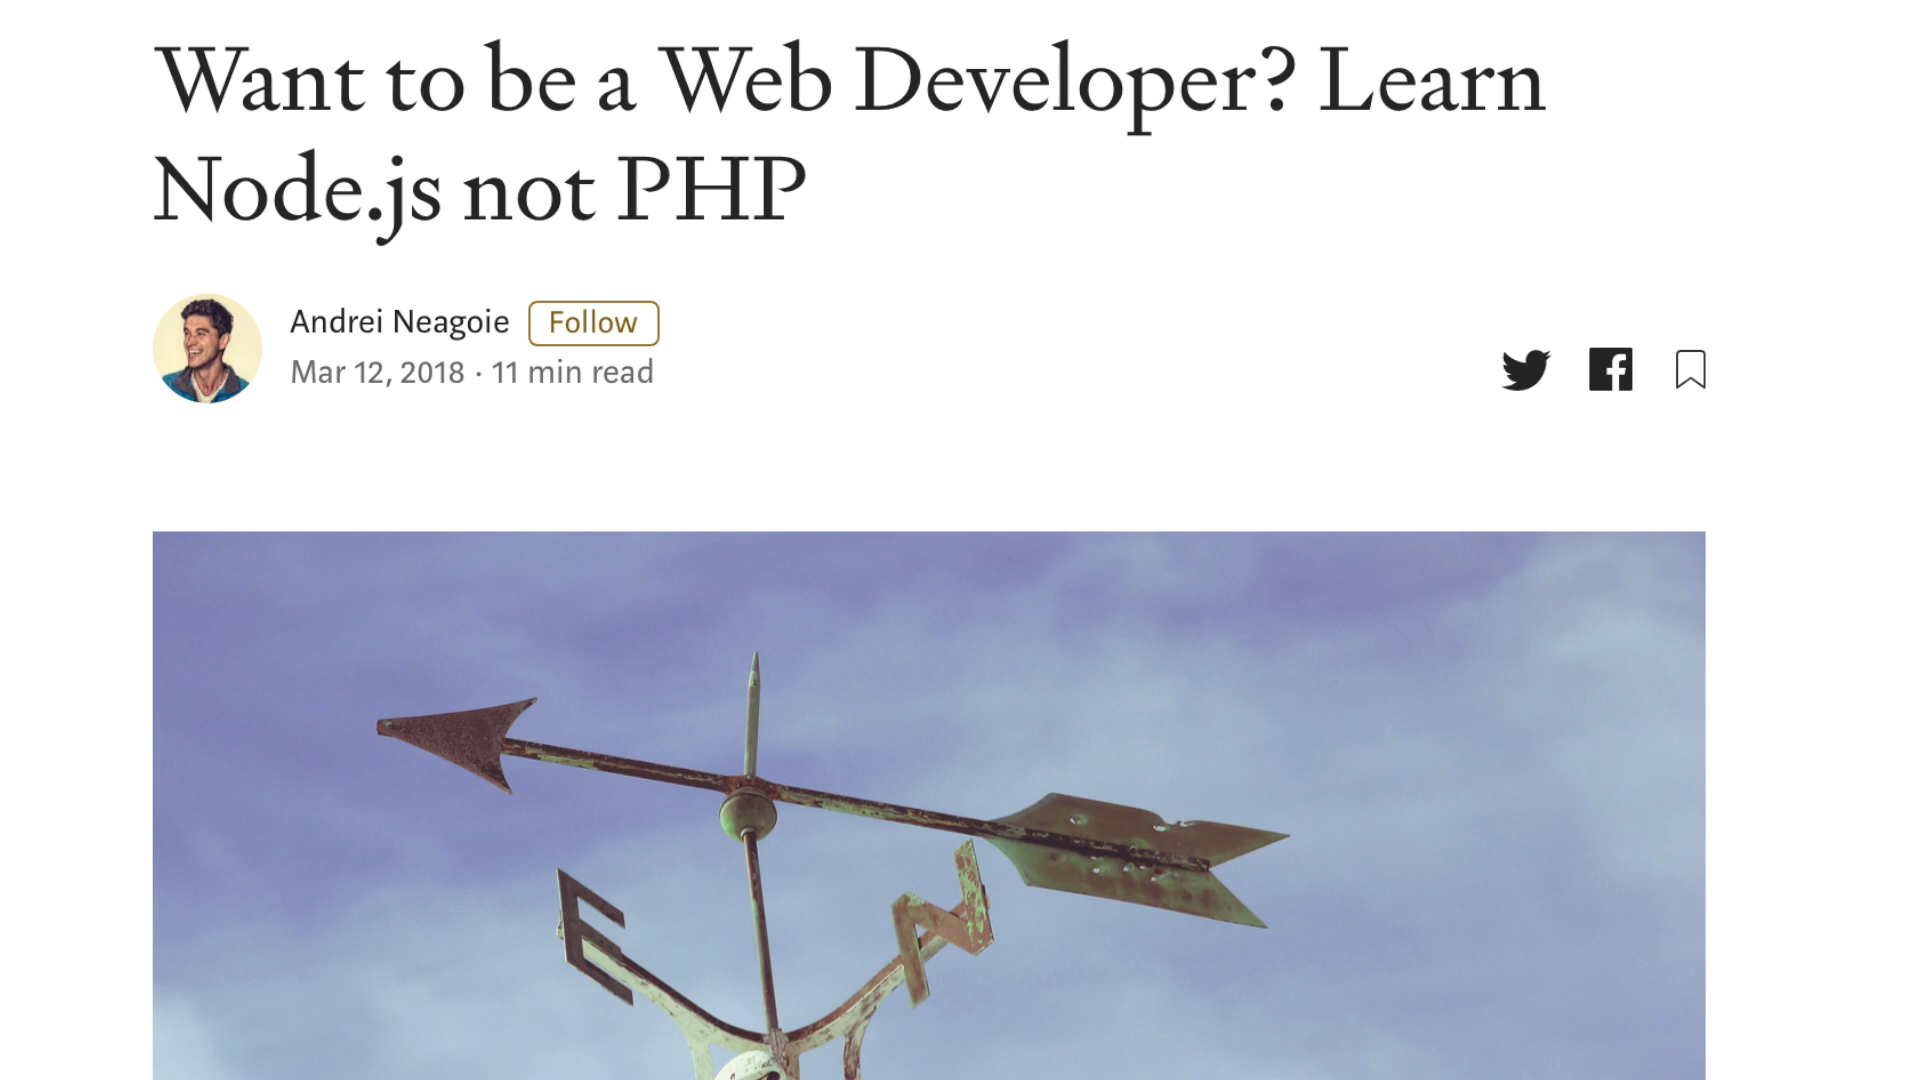 Want to be a Web Developer? Learn
Node.js not PHP
Andrei Neagoie Follow
Mar 12, 2018 · 11 min read
E
N